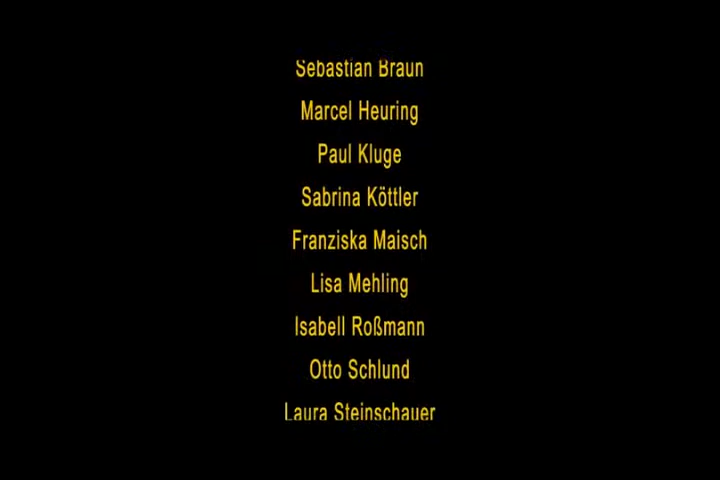 Sebastian Braun
Marcel Heuring
Paul Kluge
Sabrina Köttler
Franziska Maisch
Lisa Mehling
Isabell Roßmann
Otto Schlund
Laura Steinschauer